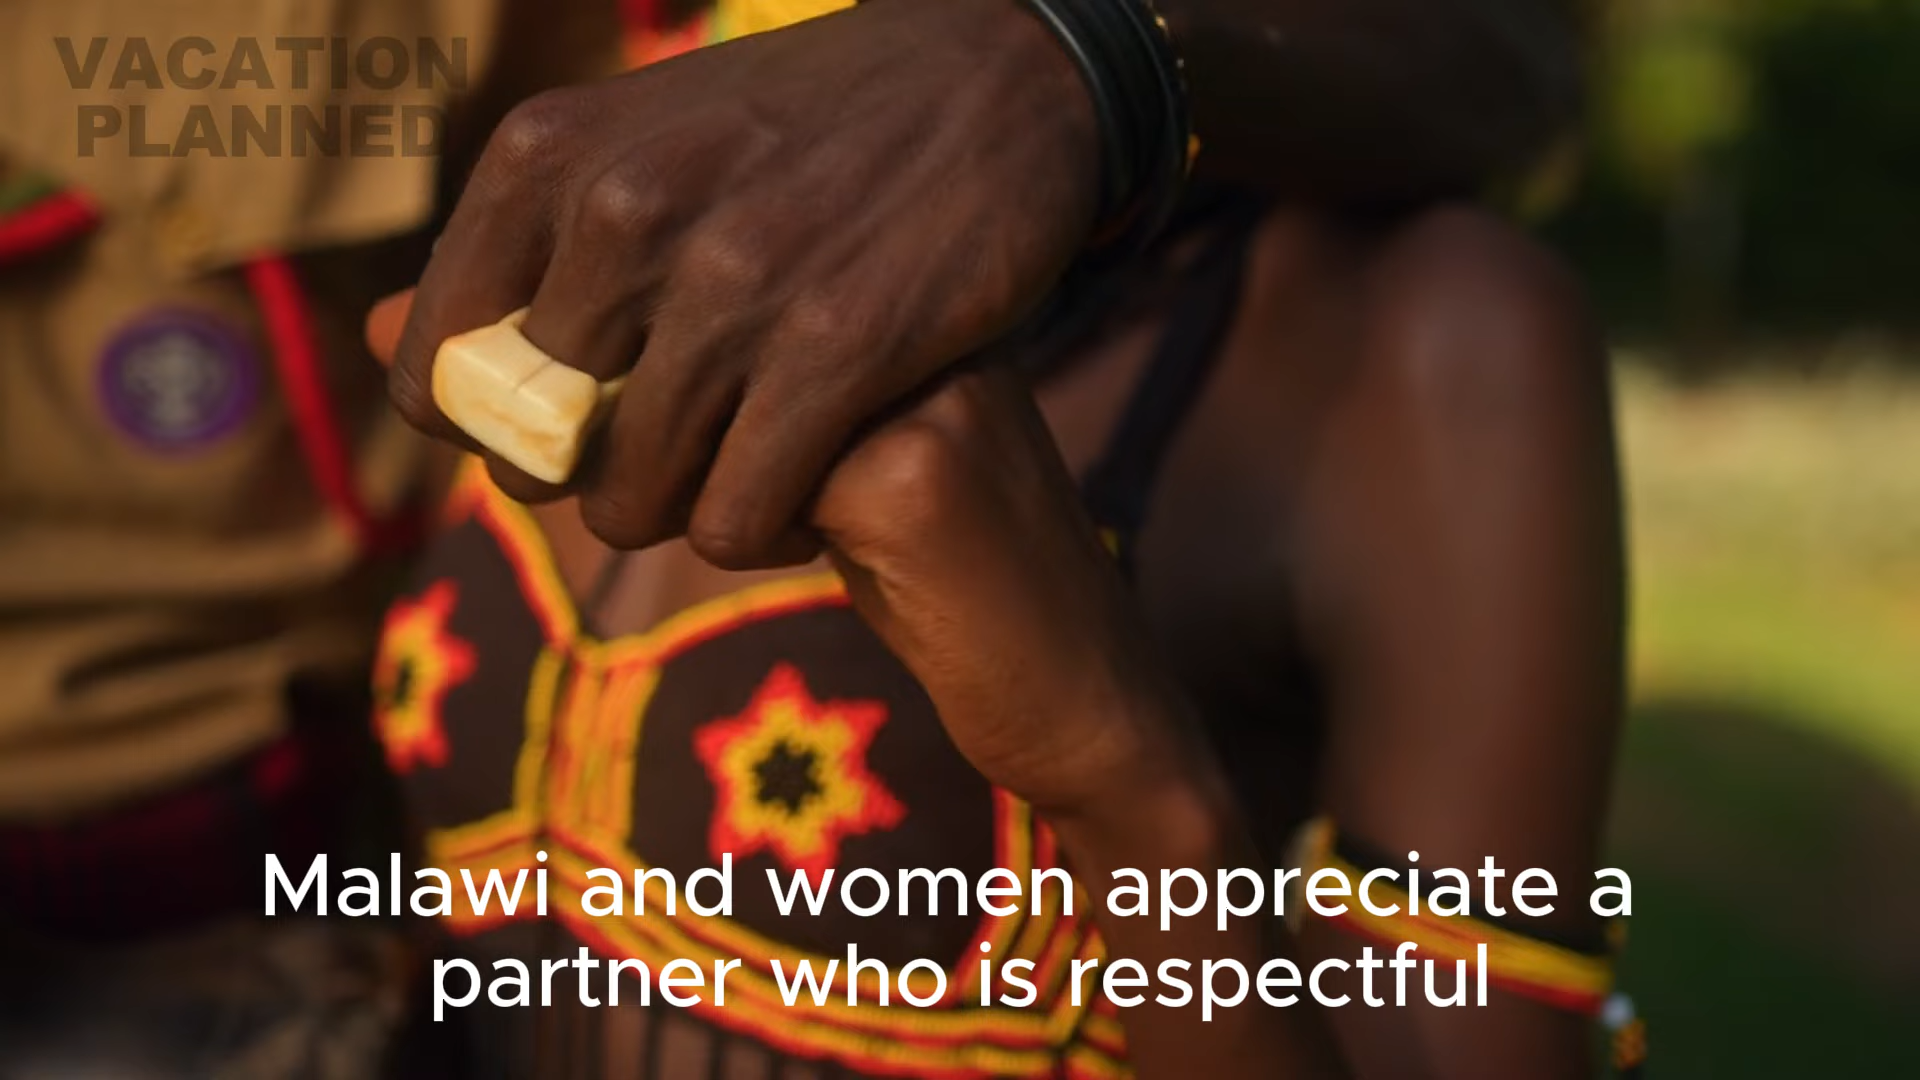 VACATION
PLANNED
Malawi and women appreciate a
partner who is respectful